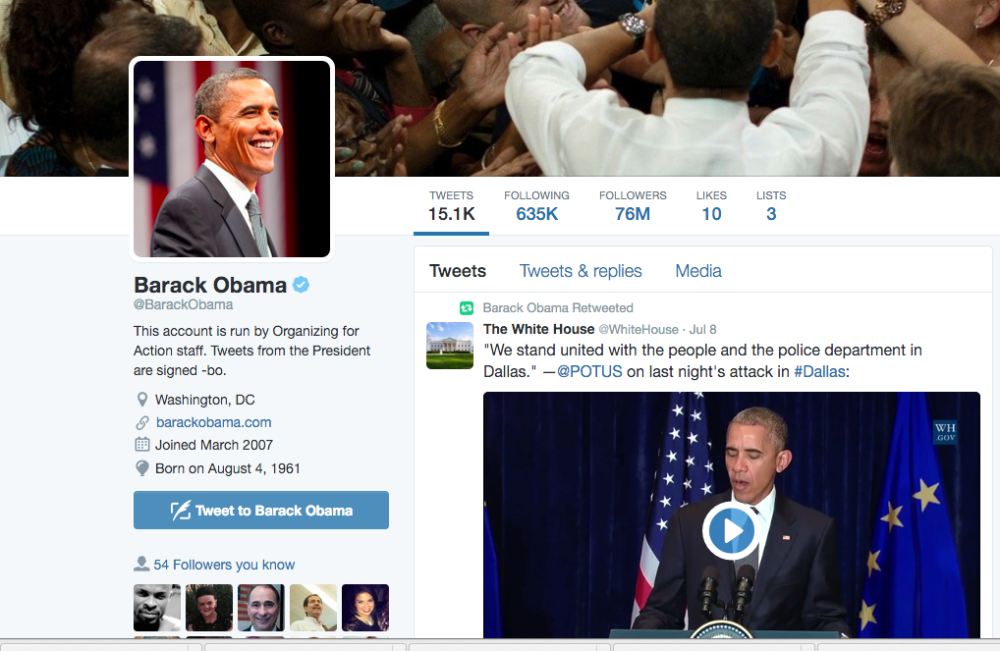 TWEETS FOLLOWING FOLLOWERS LIKES LISTS
15.1K 635K 76M 10 3
Barack Obama
@BarackObama
This account is run by Organizing for
Action staff. Tweets from the President
are signed -bo.
Washington, DC
barackobama.com
Joined March 2007
Born on August 4, 1961
Tweet to Barack Obama
54 Followers you know
Tweets Tweets & replies Media
Barack Obama Retweeted
The White House @WhiteHouse · Jul 8
"We stand united with the people and the police department in
Dallas." —@POTUS on last night's attack in #Dallas:
WH
.GOV